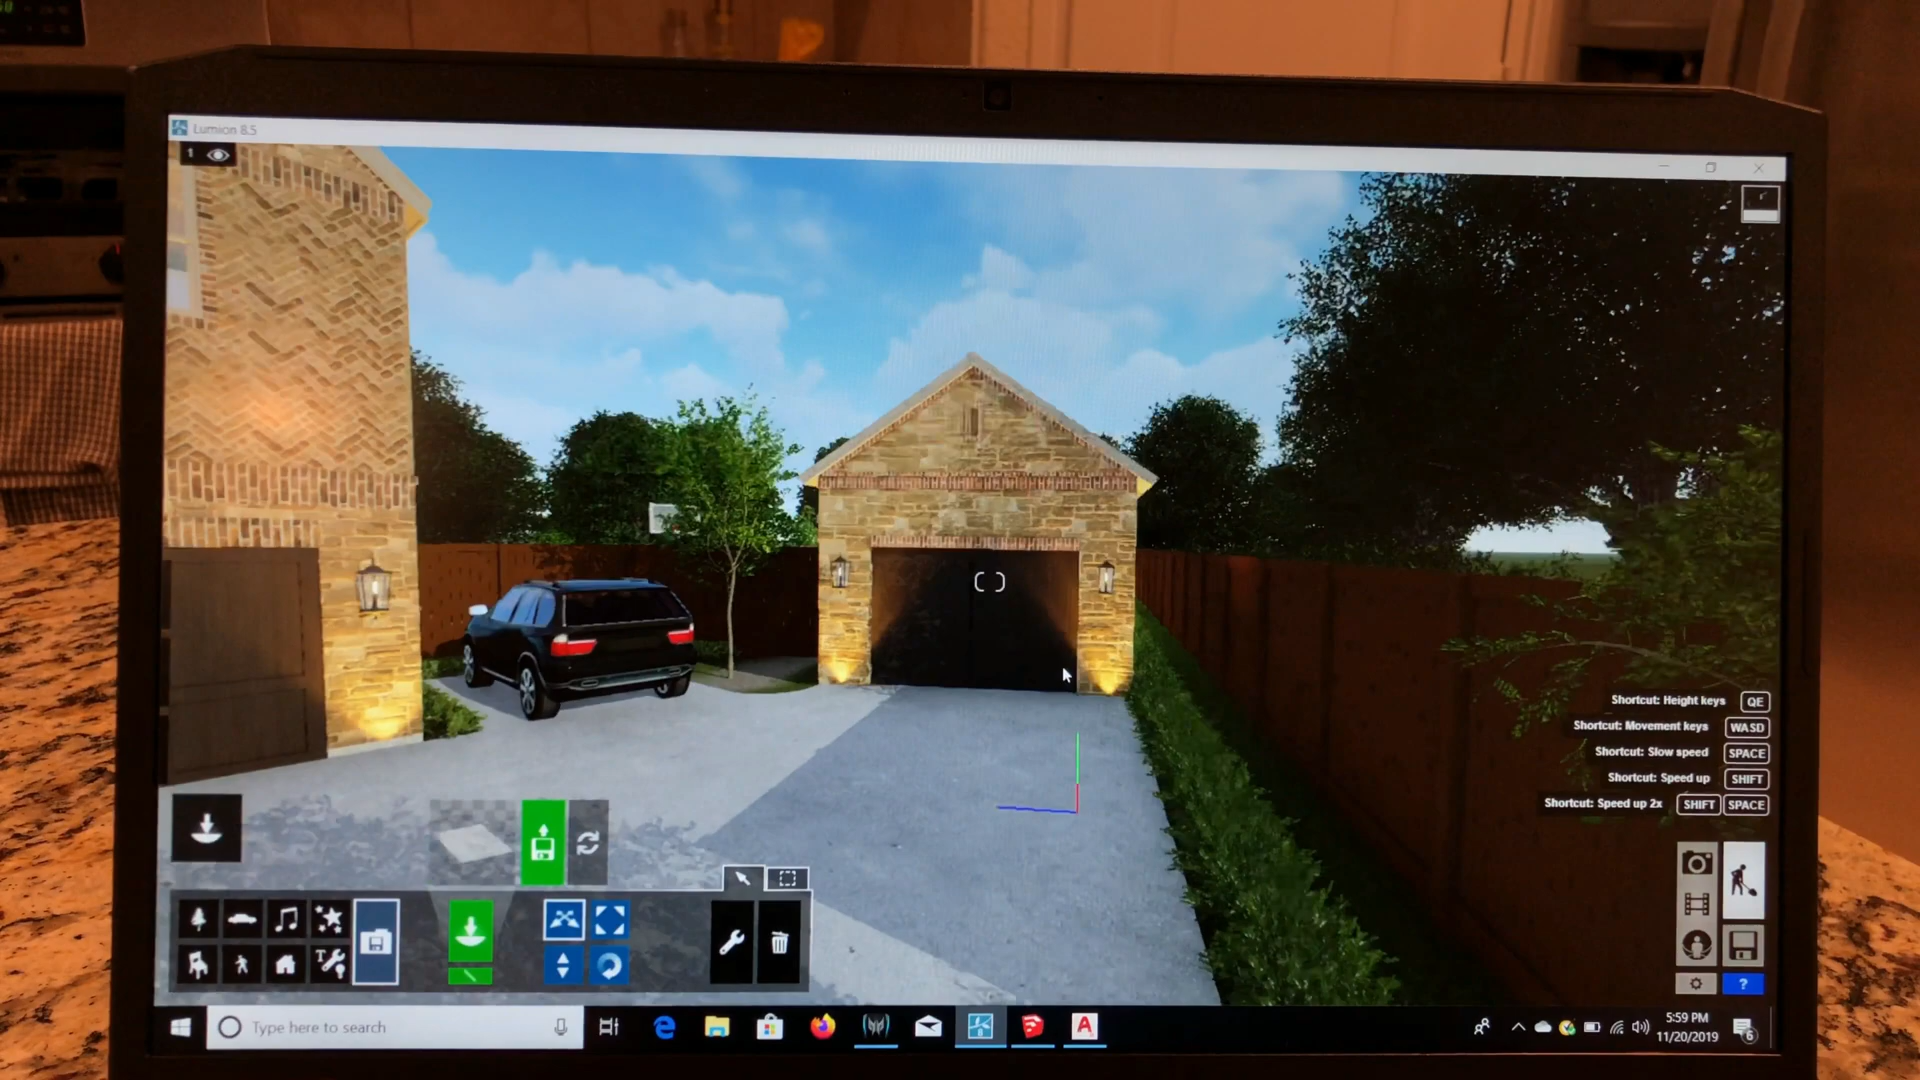 Lumion 8.5
1
Shortcut: Height keys QE
Shortcut: Movement keys WASD
Shortcut: Slow speed SPACE
Shortcut: Speed up SHIFT
Shortcut: Speed up 2x SHIFT SPACE
?
Type here to search
5:59 PM
11/20/2019
6